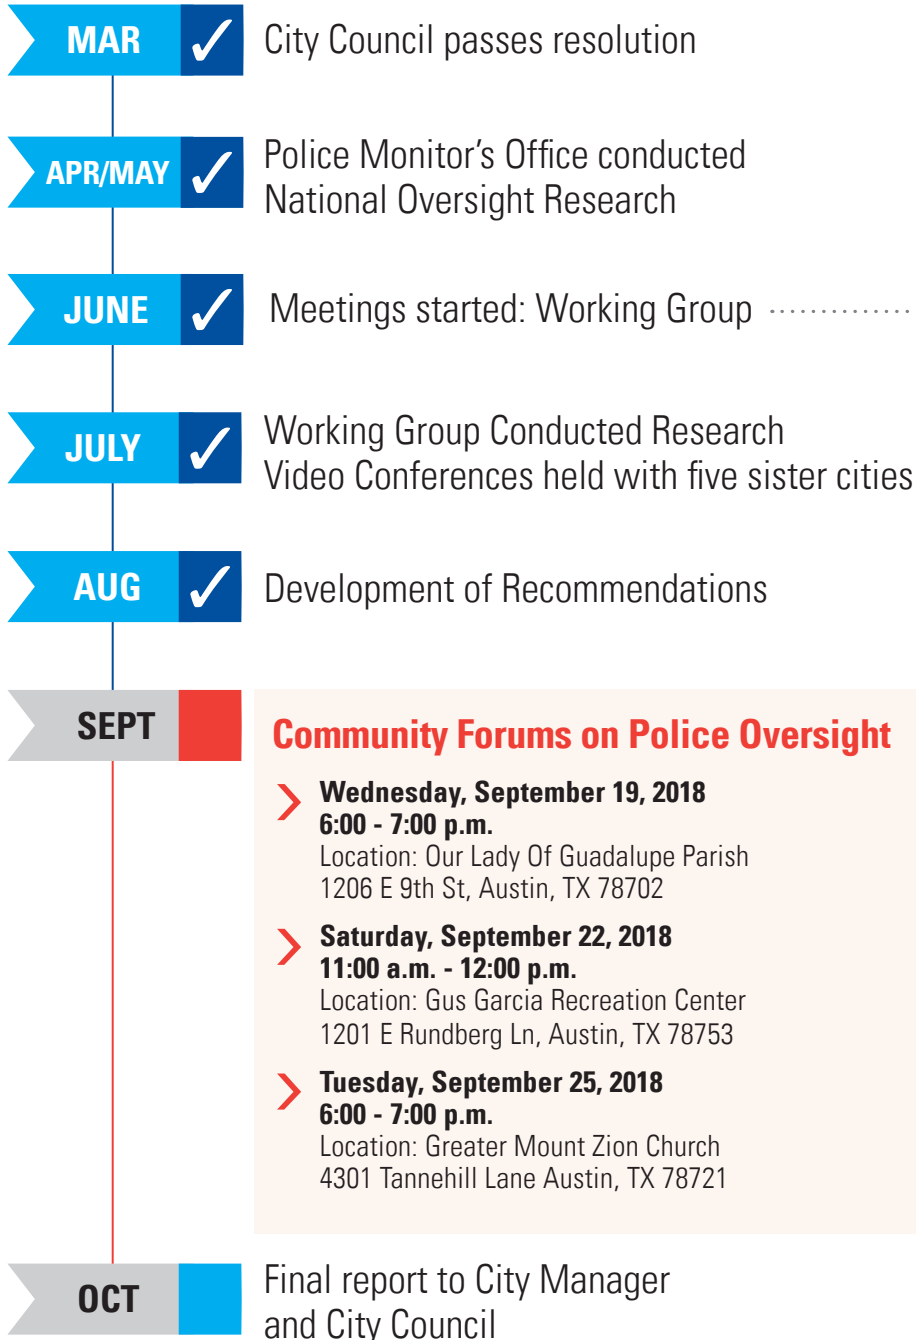 MAR ✓ City Council passes resolution
APR/MAY ✓ Police Monitor's Office conducted
National Oversight Research
JUNE ✓ Meetings started: Working Group ..............
JULY ✓ Working Group Conducted Research
Video Conferences held with five sister cities
AUG ✓ Development of Recommendations
SEPT
Community Forums on Police Oversight
Wednesday, September 19, 2018
6:00 - 7:00 p.m.
Location: Our Lady Of Guadalupe Parish
1206 E 9th St, Austin, TX 78702
Saturday, September 22, 2018
11:00 a.m. - 12:00 p.m.
Location: Gus Garcia Recreation Center
1201 E Rundberg Ln, Austin, TX 78753
Tuesday, September 25, 2018
6:00 - 7:00 p.m.
Location: Greater Mount Zion Church
4301 Tannehill Lane Austin, TX 78721
OCT Final report to City Manager
and City Council